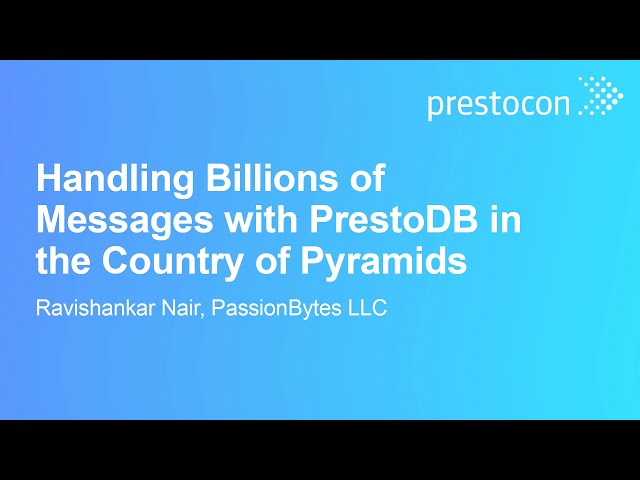 prestocon
Handling Billions of
Messages with PrestoDB in
the Country of Pyramids
Ravishankar Nair, PassionBytes LLC